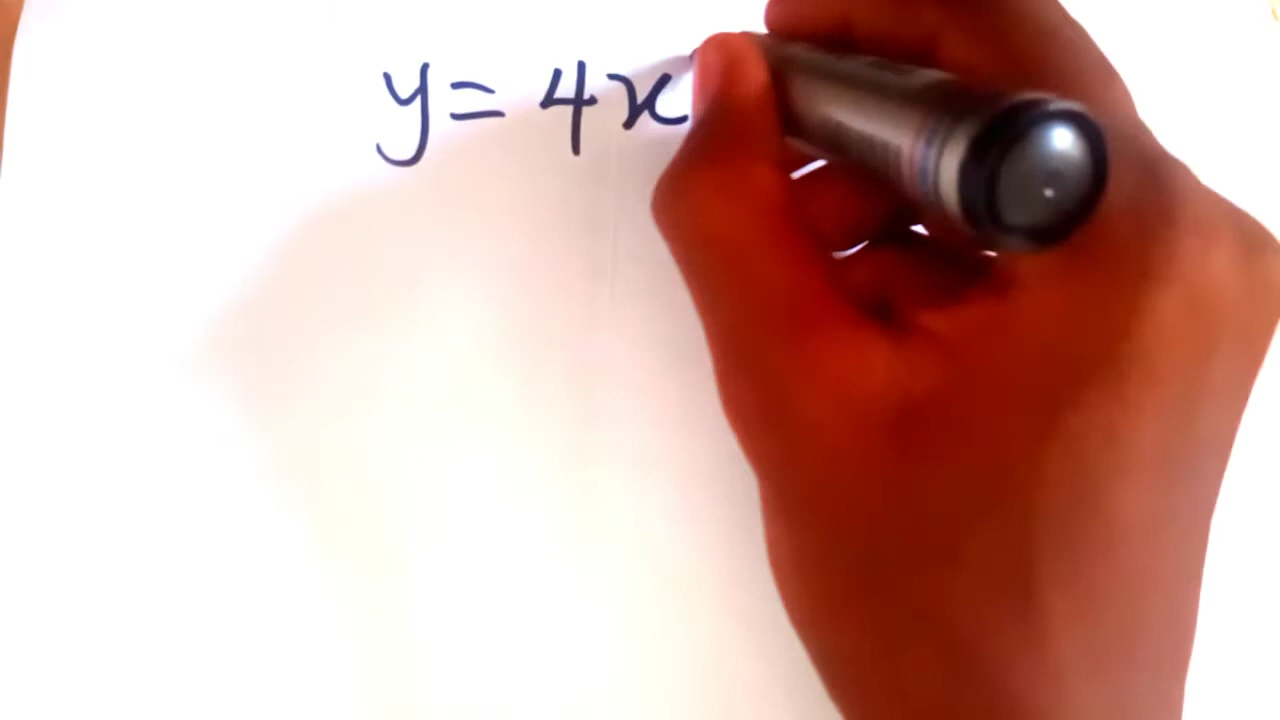 y = 4x